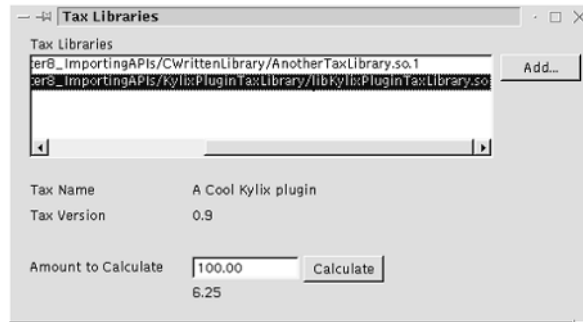 Tax Libraries
Tax Libraries
ter8_ImportingAPIs/CWrittenLibrary/AnotherTaxLibrary.so.1
ter8_ImportingAPIs/KylixPluginTaxLibrary/libKylixPluginTaxLibrary.so
Add...
Tax Name A Cool Kylix plugin
Tax Version 0.9
Amount to Calculate 100.00 Calculate
6.25